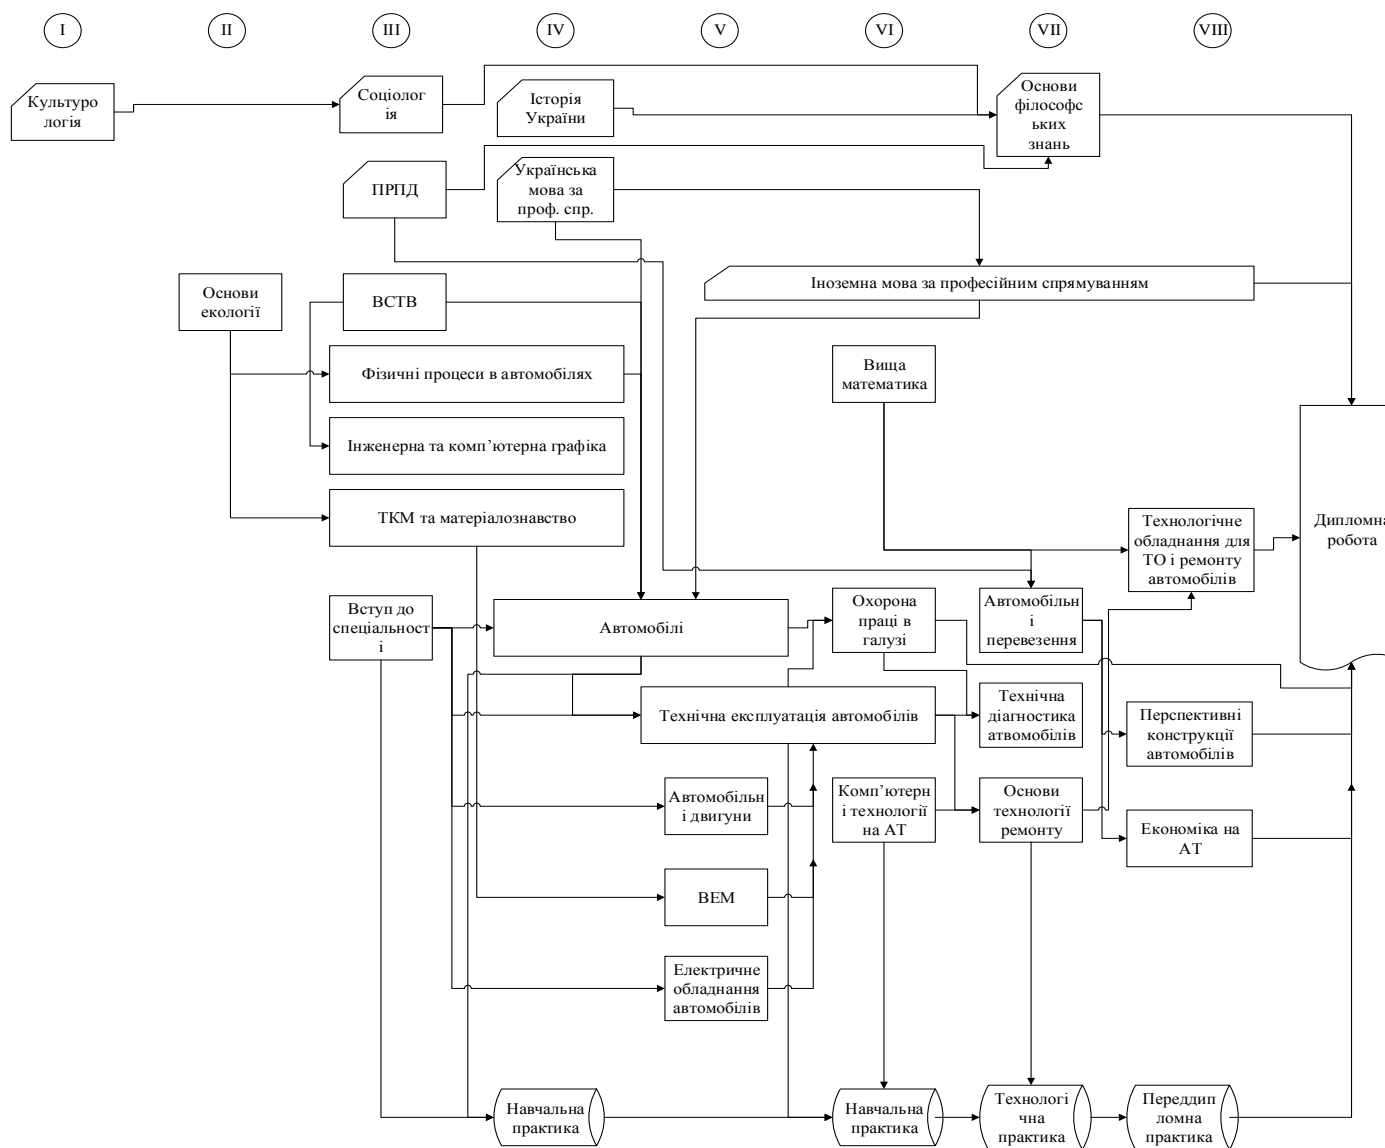 I
II
III
IV
V
VI
VII
VIII
Культуро
логія
Соціолог
ія
Історія
України
Основи
філософс
ьких
знань
ПРПД
Українська
мова за
проф. спр.
Іноземна мова за професійним спрямуванням
Основи
екології
ВСТВ
Фізичні процеси в автомобілях
Вища
математика
Інженерна та комп’ютерна графіка
ТКМ та матеріалознавство
Технологічне
обладнання для
ТО і ремонту
автомобілів
Дипломна
робота
Вступ до
спеціальност
і
Автомобілі
Охорона
праці в
галузі
Автомобільн
і
перевезення
Технічна експлуатація автомобілів
Технічна
діагностика
атвомобілів
Перспективні
конструкції
автомобілів
Автомобільн
і двигуни
Комп’ютерн
і технології
на АТ
Основи
технології
ремонту
Економіка на
АТ
ВЕМ
Електричне
обладнання
автомобілів
Навчальна
практика
Навчальна
практика
Технологі
чна
практика
Переддип
ломна
практика